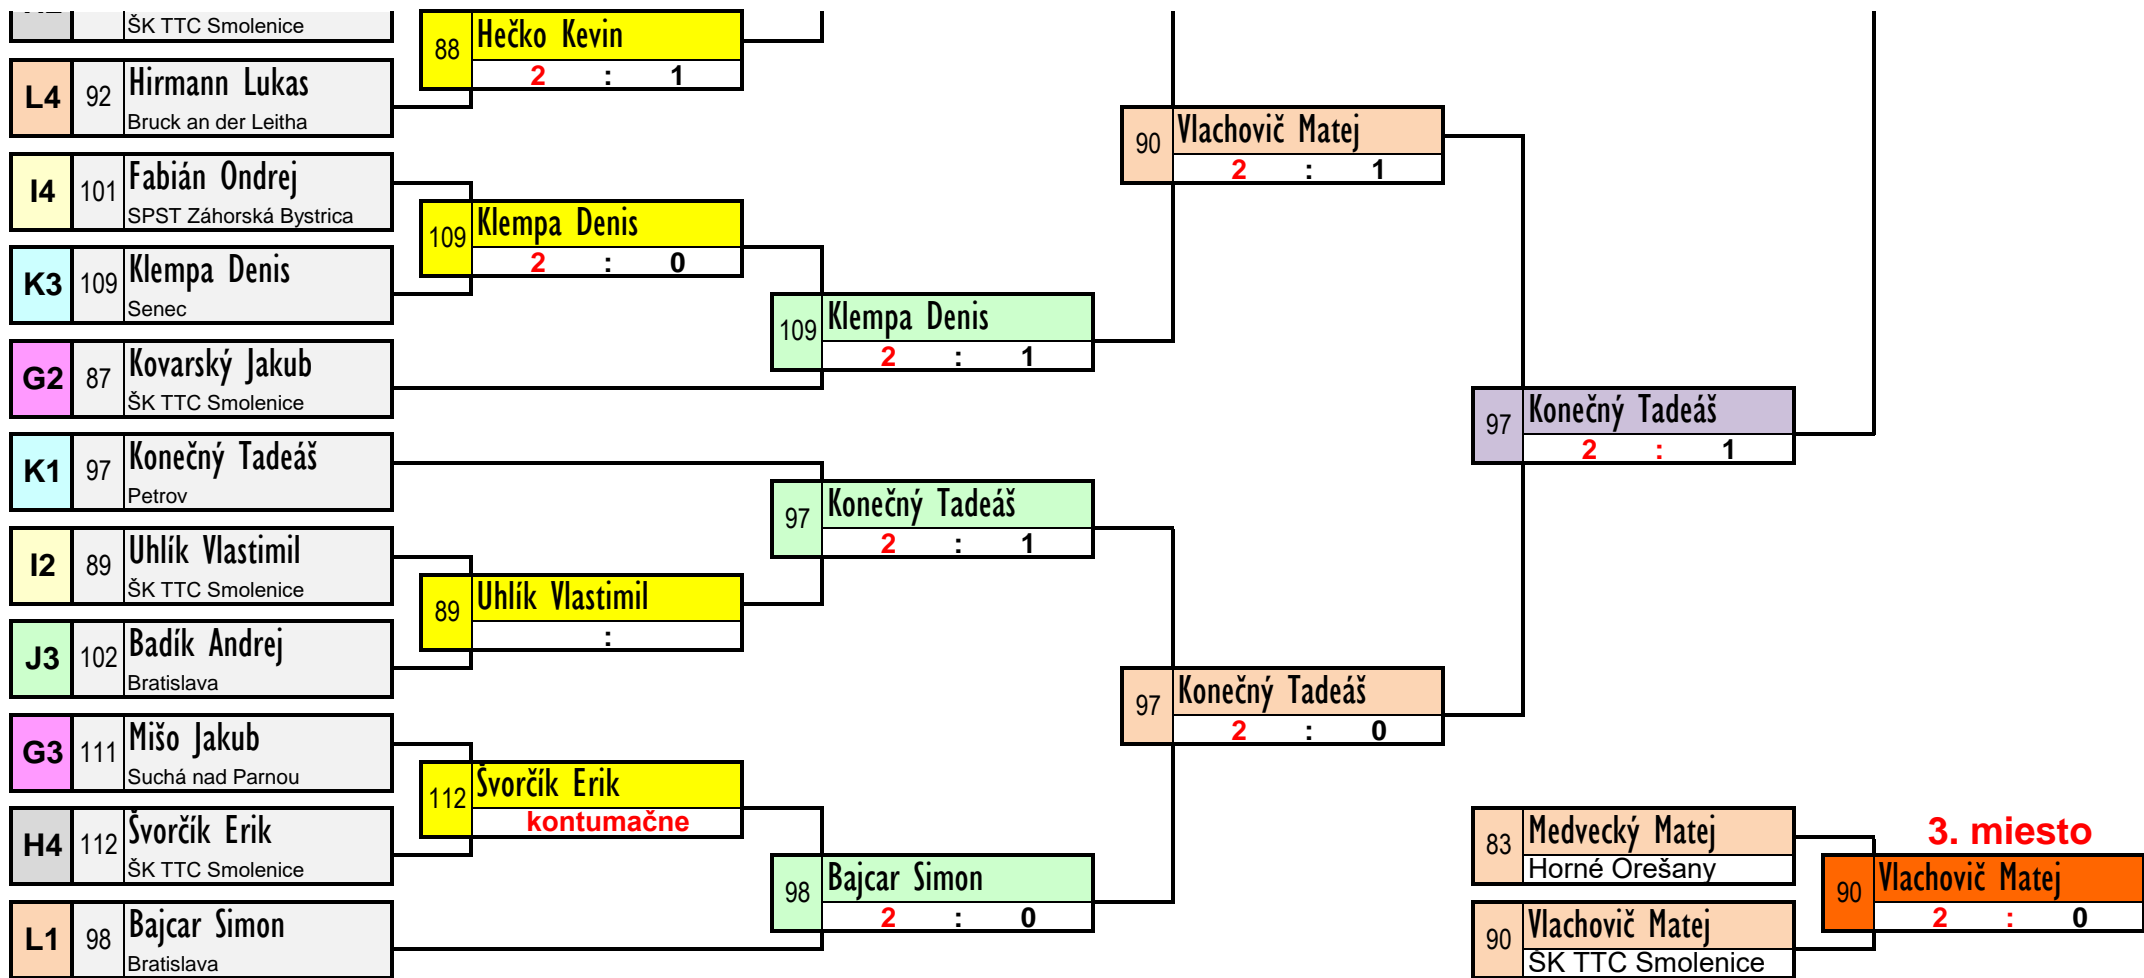 ŠK TTC Smolenice
88 Hečko Kevin
2 : 1
L4 92 Hirmann Lukas
Bruck an der Leitha
I4 101 Fabián Ondrej
SPST Záhorská Bystrica
109 Klempa Denis
2 : 0
K3 109 Klempa Denis
Senec
109 Klempa Denis
2 : 1
G2 87 Kovarský Jakub
ŠK TTC Smolenice
90 Vlachovič Matej
2 : 1
K1 97 Konečný Tadeáš
Petrov
97 Konečný Tadeáš
2 : 1
I2 89 Uhlík Vlastimil
ŠK TTC Smolenice
89 Uhlík Vlastimil
:
J3 102 Badík Andrej
Bratislava
97 Konečný Tadeáš
2 : 0
97 Konečný Tadeáš
2 : 1
G3 111 Mišo Jakub
Suchá nad Parnou
112 Švorčík Erik
kontumačne
H4 112 Švorčík Erik
ŠK TTC Smolenice
98 Bajcar Simon
2 : 0
L1 98 Bajcar Simon
Bratislava
83 Medvecký Matej
Horné Orešany
3. miesto
90 Vlachovič Matej
2 : 0
90 Vlachovič Matej
ŠK TTC Smolenice